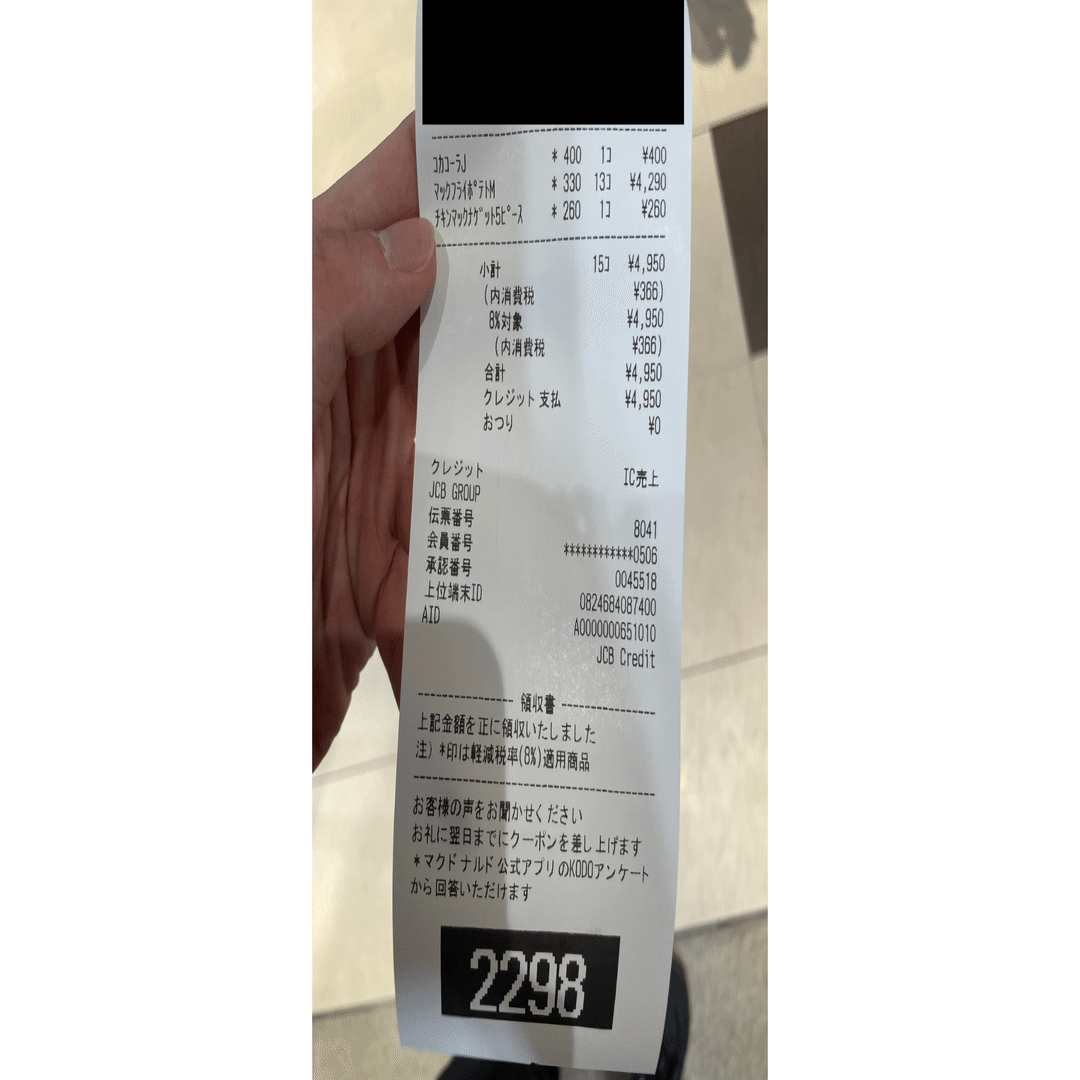 コカコーラJ * 400 1コ ¥400
マックフライポテトM * 330 13コ ¥4,290
チキンマックナゲット5ピース * 260 1コ ¥260
小計 15コ ¥4,950
(内消費税 ¥366)
8%対象 ¥4,950
(内消費税 ¥366)
合計 ¥4,950
クレジット支払 ¥4,950
おつり ¥0
クレジット IC売上
JCB GROUP
伝票番号 8041
会員番号 ************0506
承認番号 0045518
上位端末ID 0824684087400
AID A0000000651010
JCB Credit
領収書
上記金額を正に領収いたしました
注) *印は軽減税率(8%)適用商品
お客様の声をお聞かせください
お礼に翌日までにクーポンを差し上げます
*マクドナルド公式アプリのKODOアンケート
から回答いただけます
2298